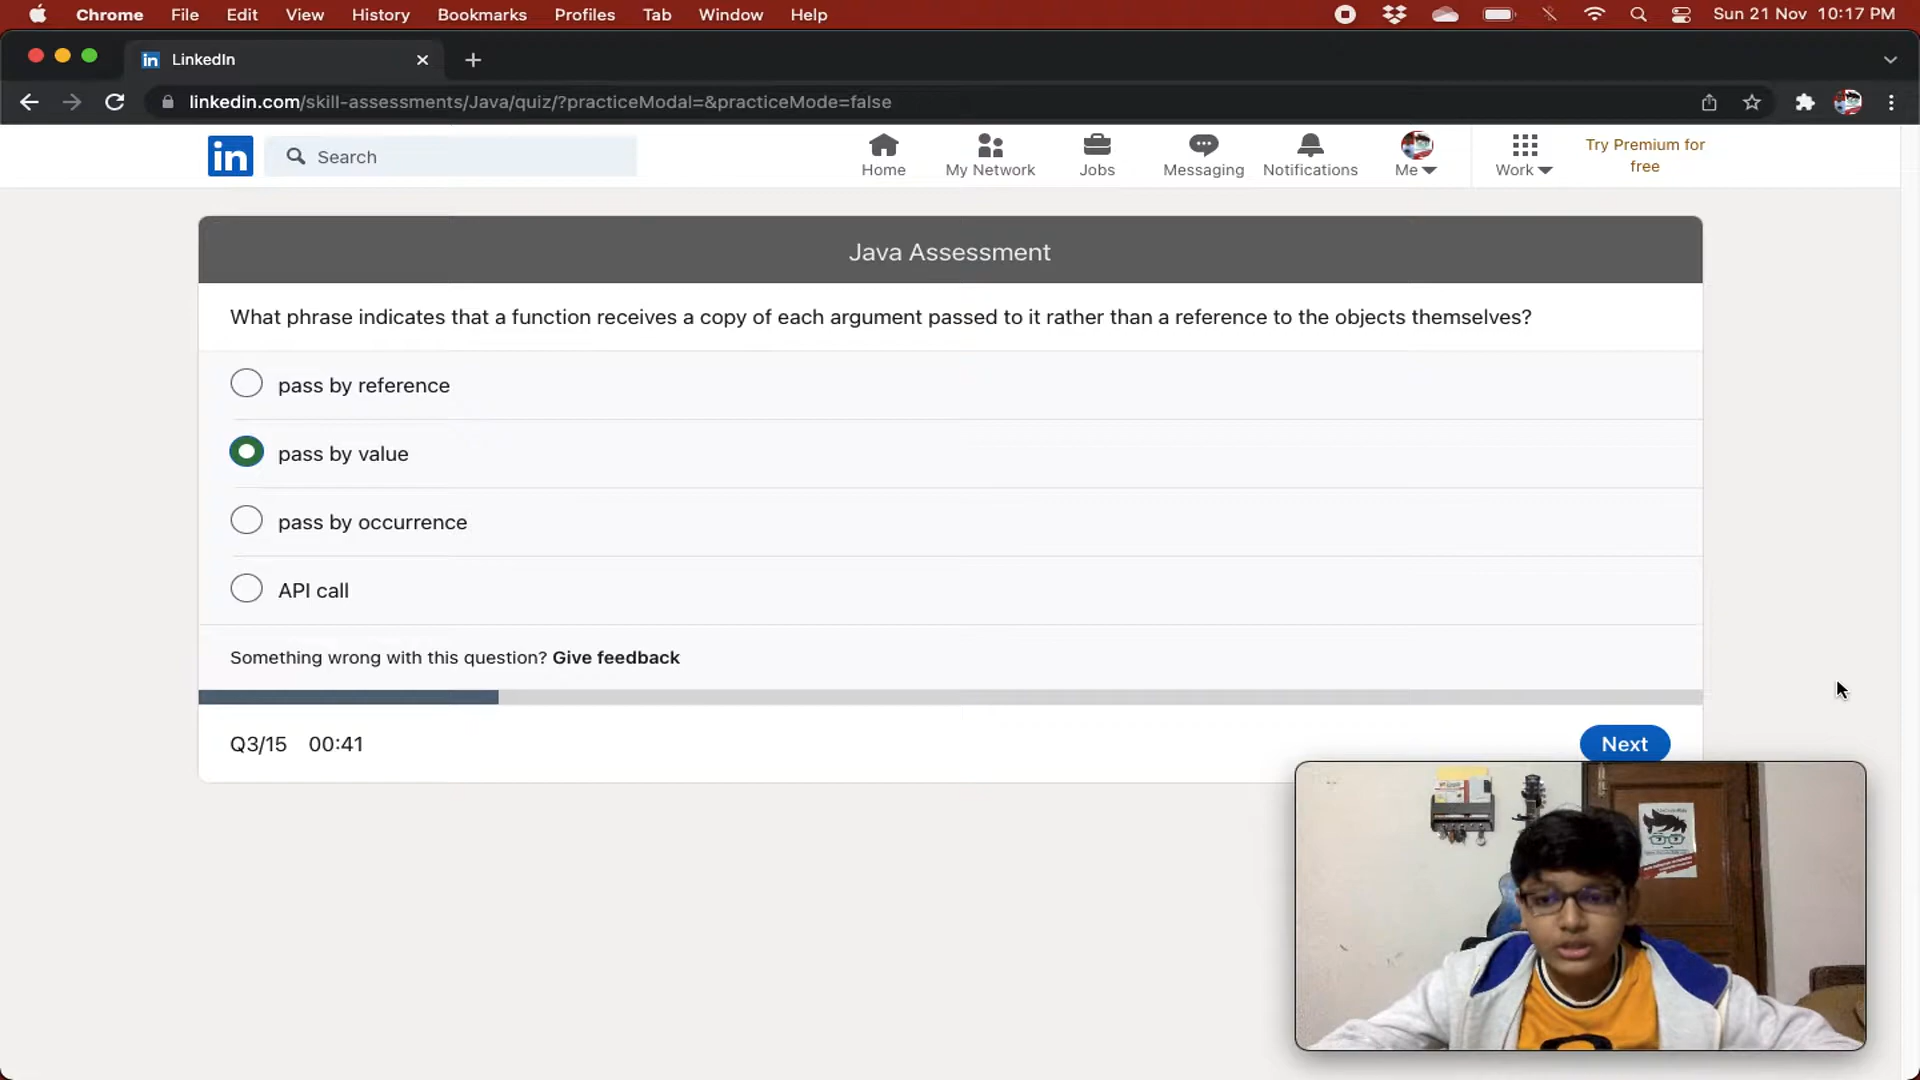 Chrome File Edit View History Bookmarks Profiles Tab Window Help Sun 21 Nov 10:17 PM
in LinkedIn
linkedin.com/skill-assessments/Java/quiz/?practiceModal=&practiceMode=false
in Search Home My Network Jobs Messaging Notifications Me Work Try Premium for
free
Java Assessment
What phrase indicates that a function receives a copy of each argument passed to it rather than a reference to the objects themselves?
pass by reference
pass by value
pass by occurrence
API call
Something wrong with this question? Give feedback
Q3/15 00:41 Next